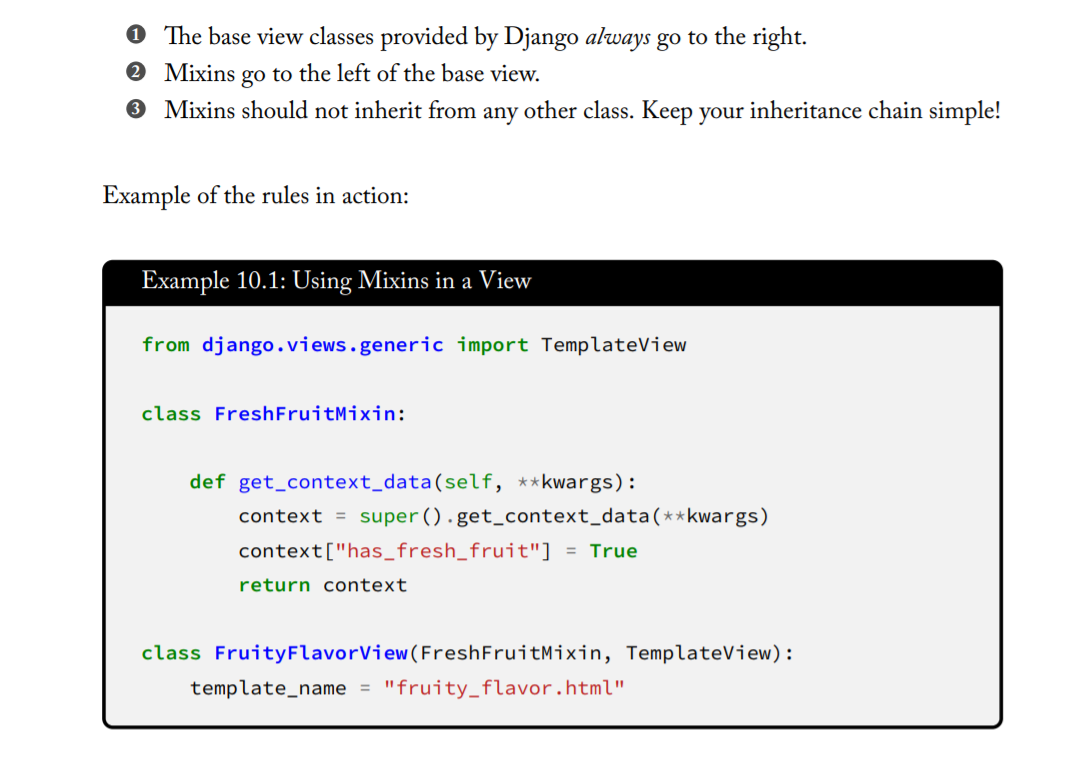 ❶ The base view classes provided by Django always go to the right.
❷ Mixins go to the left of the base view.
❸ Mixins should not inherit from any other class. Keep your inheritance chain simple!
Example of the rules in action:
Example 10.1: Using Mixins in a View
from django.views.generic import TemplateView
class FreshFruitMixin:
    def get_context_data(self, **kwargs):
        context = super().get_context_data(**kwargs)
        context["has_fresh_fruit"] = True
        return context
class FruityFlavorView(FreshFruitMixin, TemplateView):
    template_name = "fruity_flavor.html"